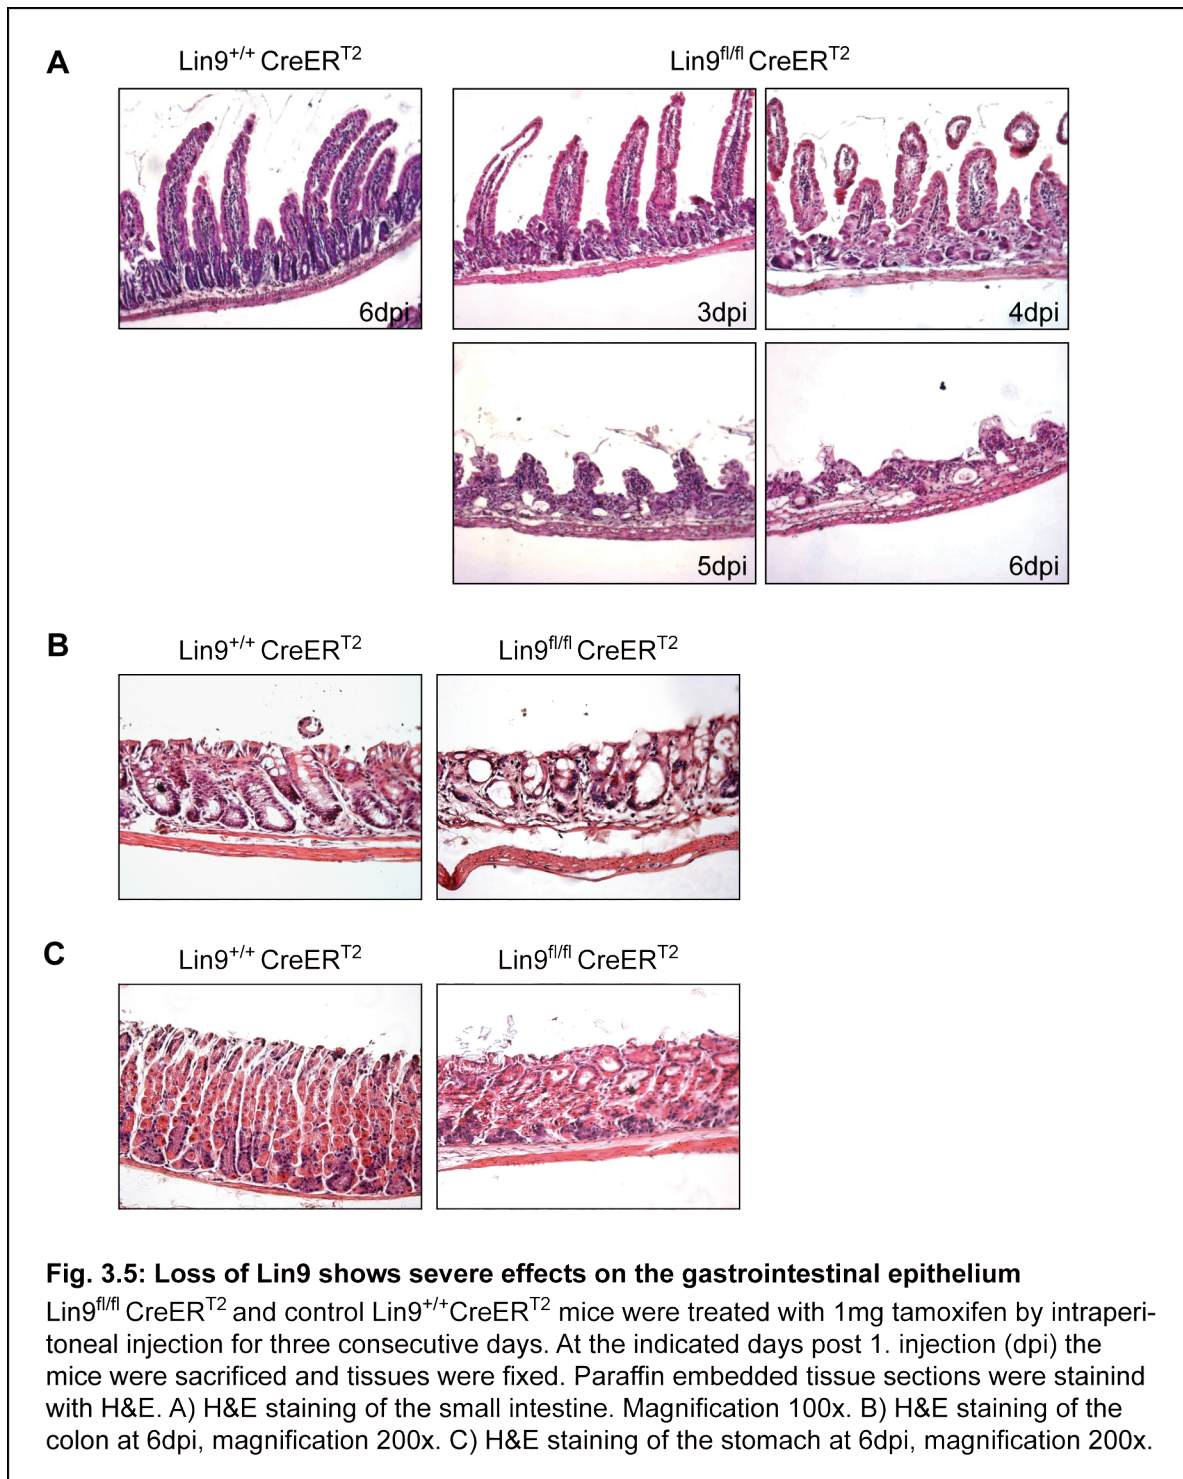 A
Lin9+/+ CreERT2
Lin9fl/fl CreERT2
6dpi
3dpi
4dpi
5dpi
6dpi
B
Lin9+/+ CreERT2
Lin9fl/fl CreERT2
C
Lin9+/+ CreERT2
Lin9fl/fl CreERT2
Fig. 3.5: Loss of Lin9 shows severe effects on the gastrointestinal epithelium
Lin9fl/fl CreERT2 and control Lin9+/+CreERT2 mice were treated with 1mg tamoxifen by intraperi-
toneal injection for three consecutive days. At the indicated days post 1. injection (dpi) the
mice were sacrificed and tissues were fixed. Paraffin embedded tissue sections were stainind
with H&E. A) H&E staining of the small intestine. Magnification 100x. B) H&E staining of the
colon at 6dpi, magnification 200x. C) H&E staining of the stomach at 6dpi, magnification 200x.